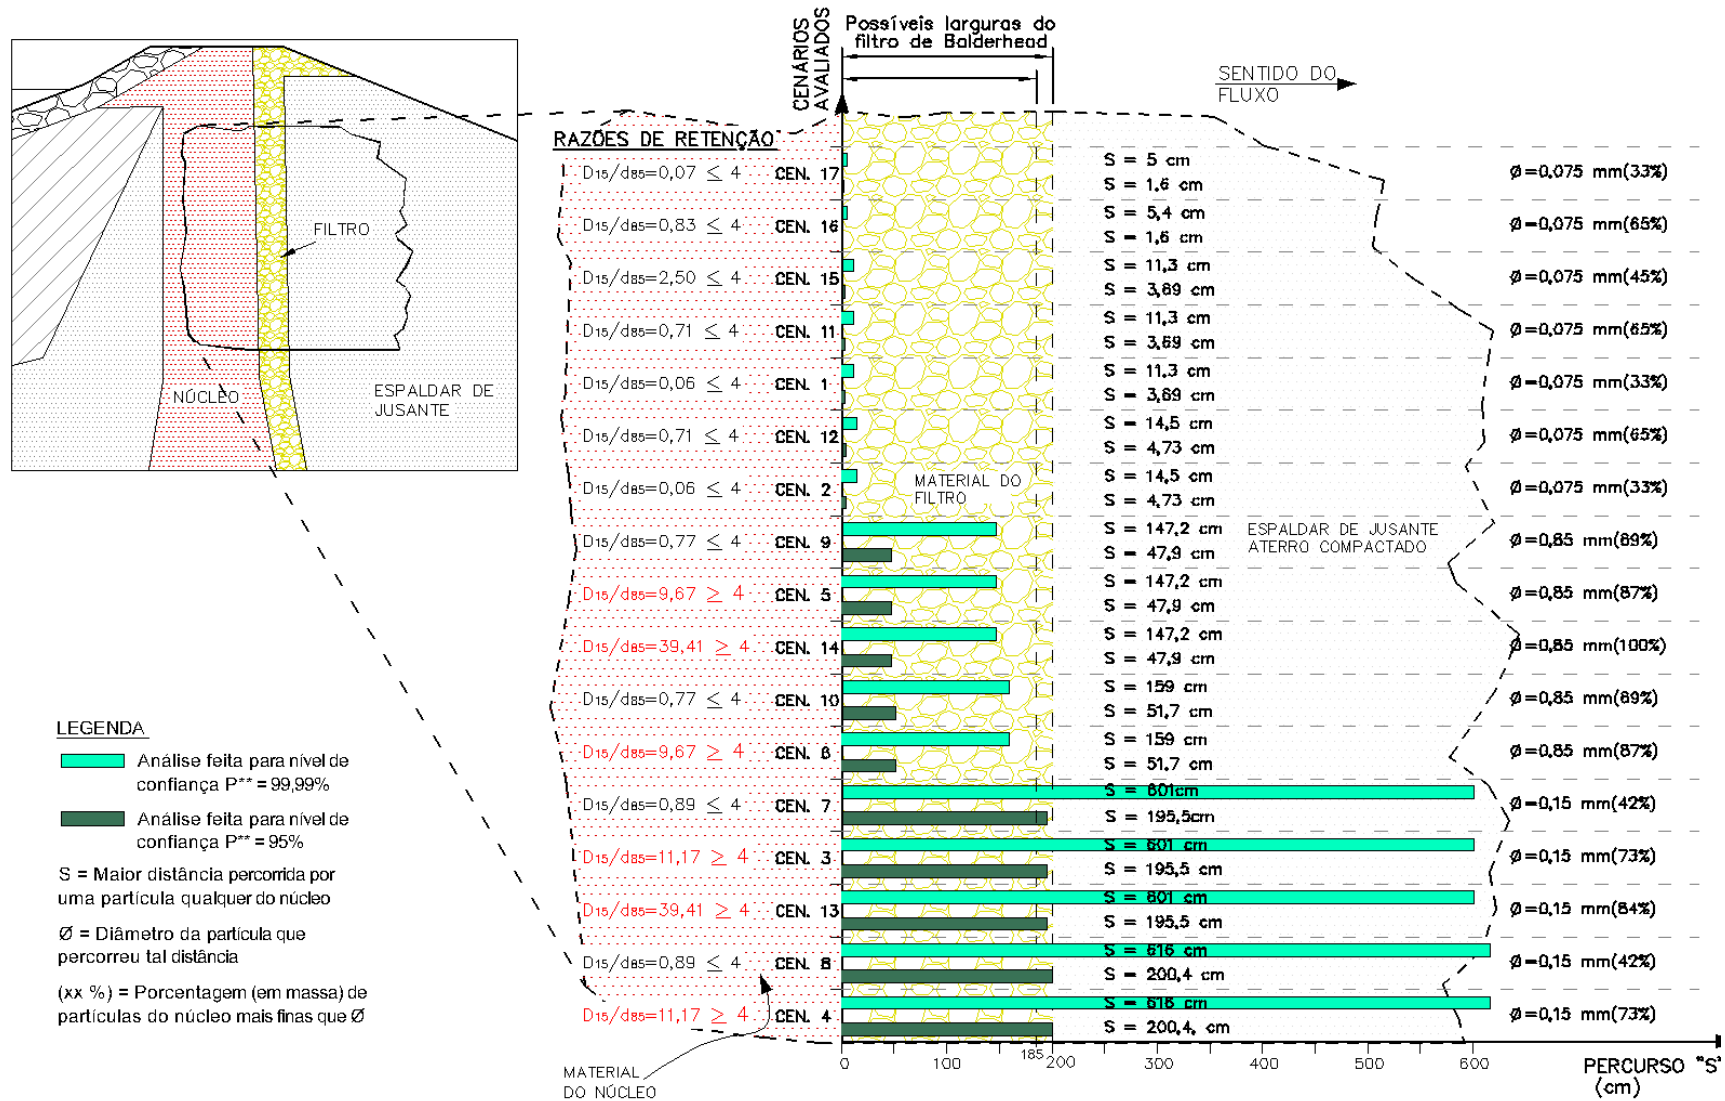 CENÁRIOS
AVALIADOS
Possíveis larguras do
filtro de Balderhead
SENTIDO DO
FLUXO
FILTRO
NÚCLEO
ESPALDAR DE
JUSANTE
RAZÕES DE RETENÇÃO
D15/d85=0,07 ≤ 4 CEN. 17 S = 5 cm Ø=0,075 mm(33%)
S = 1,6 cm
D15/d85=0,83 ≤ 4 CEN. 16 S = 5,4 cm Ø=0,075 mm(65%)
S = 1,6 cm
D15/d85=2,50 ≤ 4 CEN. 15 S = 11,3 cm Ø=0,075 mm(45%)
S = 3,69 cm
D15/d85=0,71 ≤ 4 CEN. 11 S = 11,3 cm Ø=0,075 mm(65%)
S = 3,69 cm
D15/d85=0,06 ≤ 4 CEN. 1 S = 11,3 cm Ø=0,075 mm(33%)
S = 3,69 cm
D15/d85=0,71 ≤ 4 CEN. 12 S = 14,5 cm Ø=0,075 mm(65%)
S = 4,73 cm
D15/d85=0,06 ≤ 4 CEN. 2 S = 14,5 cm Ø=0,075 mm(33%)
S = 4,73 cm
MATERIAL DO
FILTRO
D15/d85=0,77 ≤ 4 CEN. 9 S = 147,2 cm Ø=0,85 mm(89%)
S = 47,9 cm
ESPALDAR DE JUSANTE
ATERRO COMPACTADO
D15/d85=9,67 ≥ 4 CEN. 5 S = 147,2 cm Ø=0,85 mm(87%)
S = 47,9 cm
D15/d85=39,41 ≥ 4 CEN. 14 S = 147,2 cm Ø=0,85 mm(100%)
S = 47,9 cm
D15/d85=0,77 ≤ 4 CEN. 10 S = 159 cm Ø=0,85 mm(89%)
S = 51,7 cm
D15/d85=9,67 ≥ 4 CEN. 6 S = 159 cm Ø=0,85 mm(87%)
S = 51,7 cm
D15/d85=0,89 ≤ 4 CEN. 7 S = 601cm Ø=0,15 mm(42%)
S = 195,5cm
D15/d85=11,17 ≥ 4 CEN. 3 S = 601 cm Ø=0,15 mm(73%)
S = 195,5 cm
D15/d85=39,41 ≥ 4 CEN. 13 S = 601 cm Ø=0,15 mm(84%)
S = 195,5 cm
D15/d85=0,89 ≤ 4 CEN. 8 S = 616 cm Ø=0,15 mm(42%)
S = 200,4 cm
D15/d85=11,17 ≥ 4 CEN. 4 S = 616 cm Ø=0,15 mm(73%)
S = 200,4, cm
0 100 185 200 300 400 500 600
PERCURSO "S"
(cm)
MATERIAL
DO NÚCLEO
LEGENDA
Análise feita para nível de
confiança P** = 99,99%
Análise feita para nível de
confiança P** = 95%
S = Maior distância percorrida por
uma partícula qualquer do núcleo
Ø = Diâmetro da partícula que
percorreu tal distância
(xx %) = Porcentagem (em massa) de
partículas do núcleo mais finas que Ø